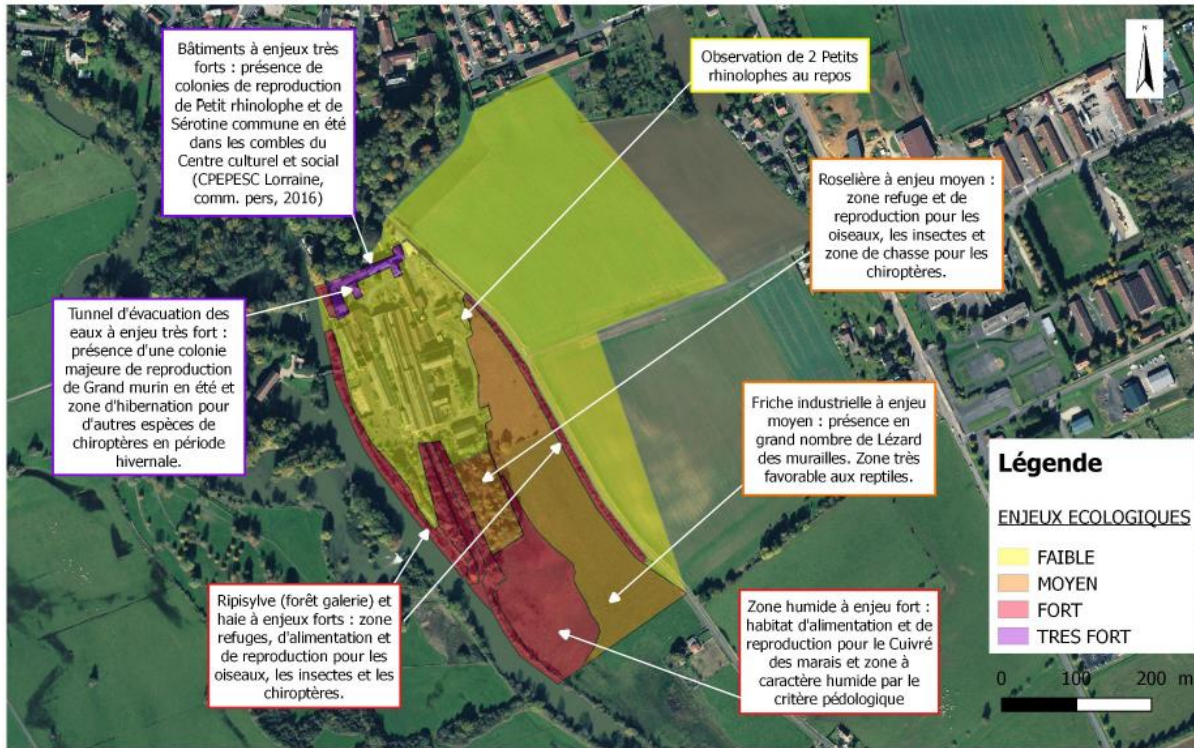 Bâtiments à enjeux très
forts : présence de
colonies de reproduction
de Petit rhinolophe et de
Sérotine commune en été
dans les combles du
Centre culturel et social
(CPEPESC Lorraine,
comm. pers, 2016)
Observation de 2 Petits
rhinolophes au repos
N
Roselière à enjeu moyen :
zone refuge et de
reproduction pour les
oiseaux, les insectes et
zone de chasse pour les
chiroptères.
Tunnel d'évacuation des
eaux à enjeu très fort :
présence d'une colonie
majeure de reproduction
de Grand murin en été et
zone d'hibernation pour
d'autres espèces de
chiroptères en période
hivernale.
Friche industrielle à enjeu
moyen : présence en
grand nombre de Lézard
des murailles. Zone très
favorable aux reptiles.
Ripisylve (forêt galerie) et
haie à enjeux forts : zone
refuges, d'alimentation et
de reproduction pour les
oiseaux, les insectes et les
chiroptères.
Zone humide à enjeu fort :
habitat d'alimentation et de
reproduction pour le Cuivré
des marais et zone à
caractère humide par le
critère pédologique
Légende
ENJEUX ECOLOGIQUES
FAIBLE
MOYEN
FORT
TRES FORT
0 100 200 m